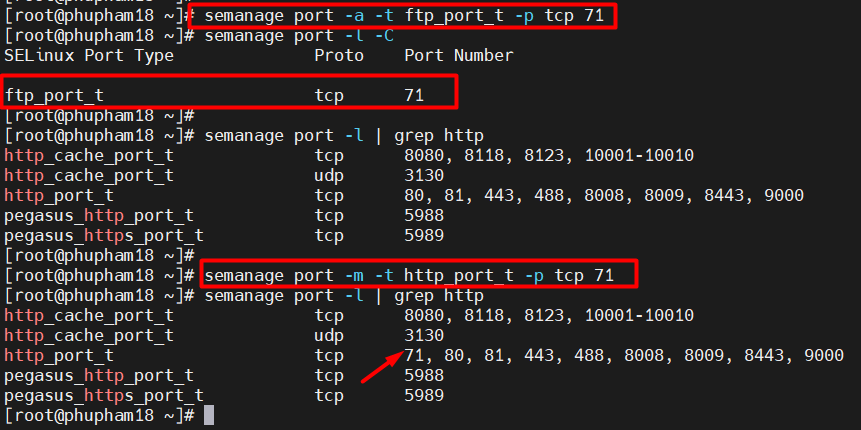 [root@phupham18 ~]# semanage port -a -t ftp_port_t -p tcp 71
[root@phupham18 ~]# semanage port -l -C
SELinux Port Type              Proto    Port Number

ftp_port_t                     tcp      71
[root@phupham18 ~]#
[root@phupham18 ~]# semanage port -l | grep http
http_cache_port_t              tcp      8080, 8118, 8123, 10001-10010
http_cache_port_t              udp      3130
http_port_t                    tcp      80, 81, 443, 488, 8008, 8009, 8443, 9000
pegasus_http_port_t            tcp      5988
pegasus_https_port_t           tcp      5989
[root@phupham18 ~]#
[root@phupham18 ~]# semanage port -m -t http_port_t -p tcp 71
[root@phupham18 ~]# semanage port -l | grep http
http_cache_port_t              tcp      8080, 8118, 8123, 10001-10010
http_cache_port_t              udp      3130
http_port_t                    tcp      71, 80, 81, 443, 488, 8008, 8009, 8443, 9000
pegasus_http_port_t            tcp      5988
pegasus_https_port_t           tcp      5989
[root@phupham18 ~]#